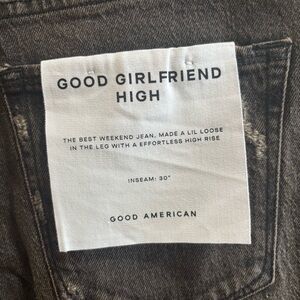 GOOD GIRLFRIEND
HIGH
THE BEST WEEKEND JEAN, MADE A LIL LOOSE
IN THE LEG WITH A EFFORTLESS HIGH RISE
INSEAM: 30"
GOOD AMERICAN